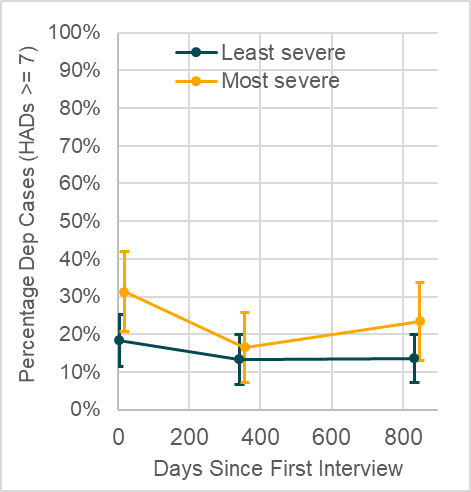 Least severe
Most severe
100%
90%
80%
70%
60%
50%
40%
30%
20%
10%
0%
Percentage Dep Cases (HADs >= 7)
0 200 400 600 800
Days Since First Interview